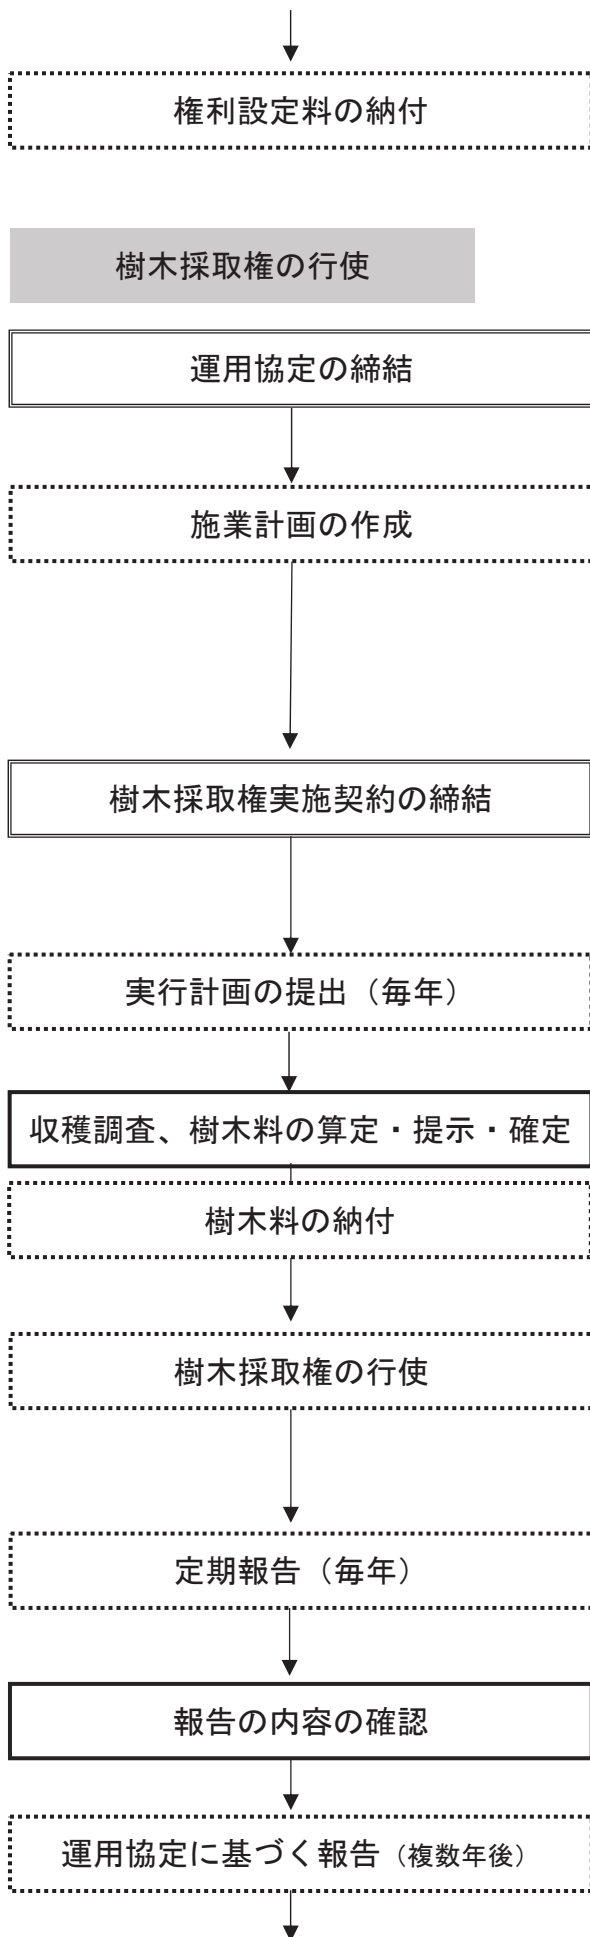 権利設定料の納付
樹木採取権の行使
運用協定の締結
施業計画の作成
樹木採取権実施契約の締結
実行計画の提出（毎年）
収穫調査、樹木料の算定・提示・確定
樹木料の納付
樹木採取権の行使
定期報告（毎年）
報告の内容の確認
運用協定に基づく報告（複数年後）